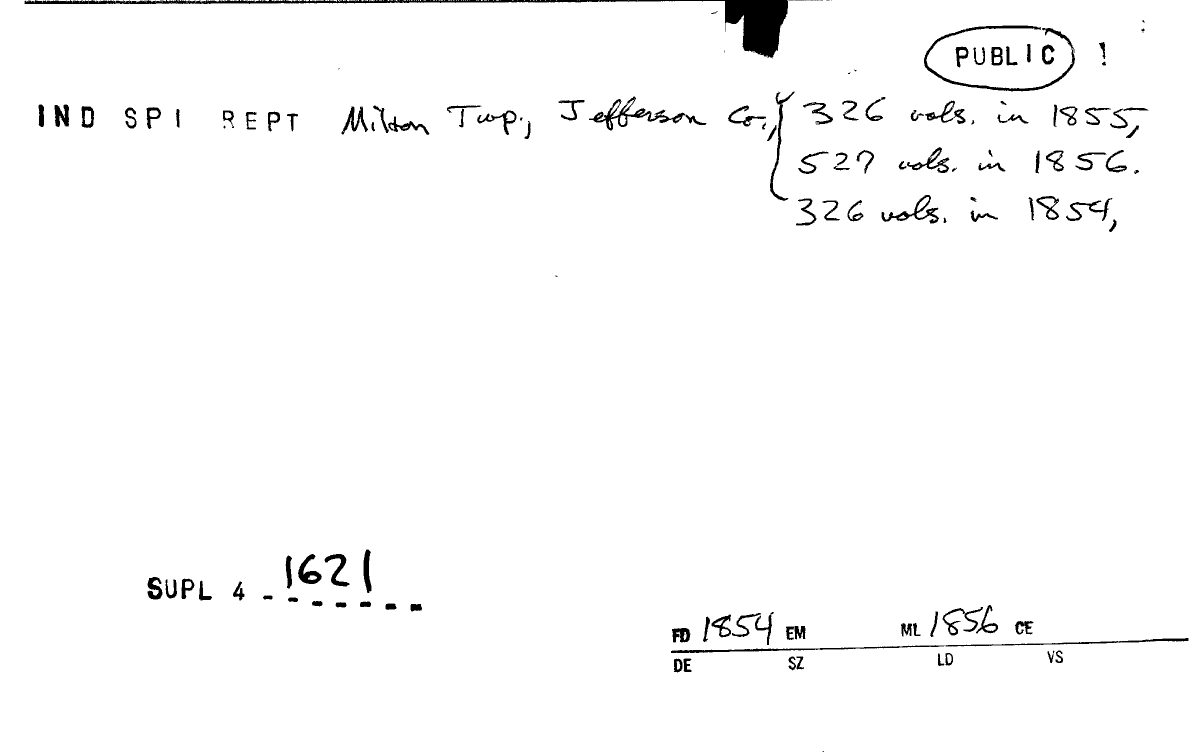 PUBLIC !
IND SPI REPT Milton Twp., Jefferson Co., { 326 vols. in 1855,
527 vols. in 1856.
326 vols. in 1854,
SUPL 4 - 1621
FD 1854 EM ML 1856 CE
DE SZ LD VS